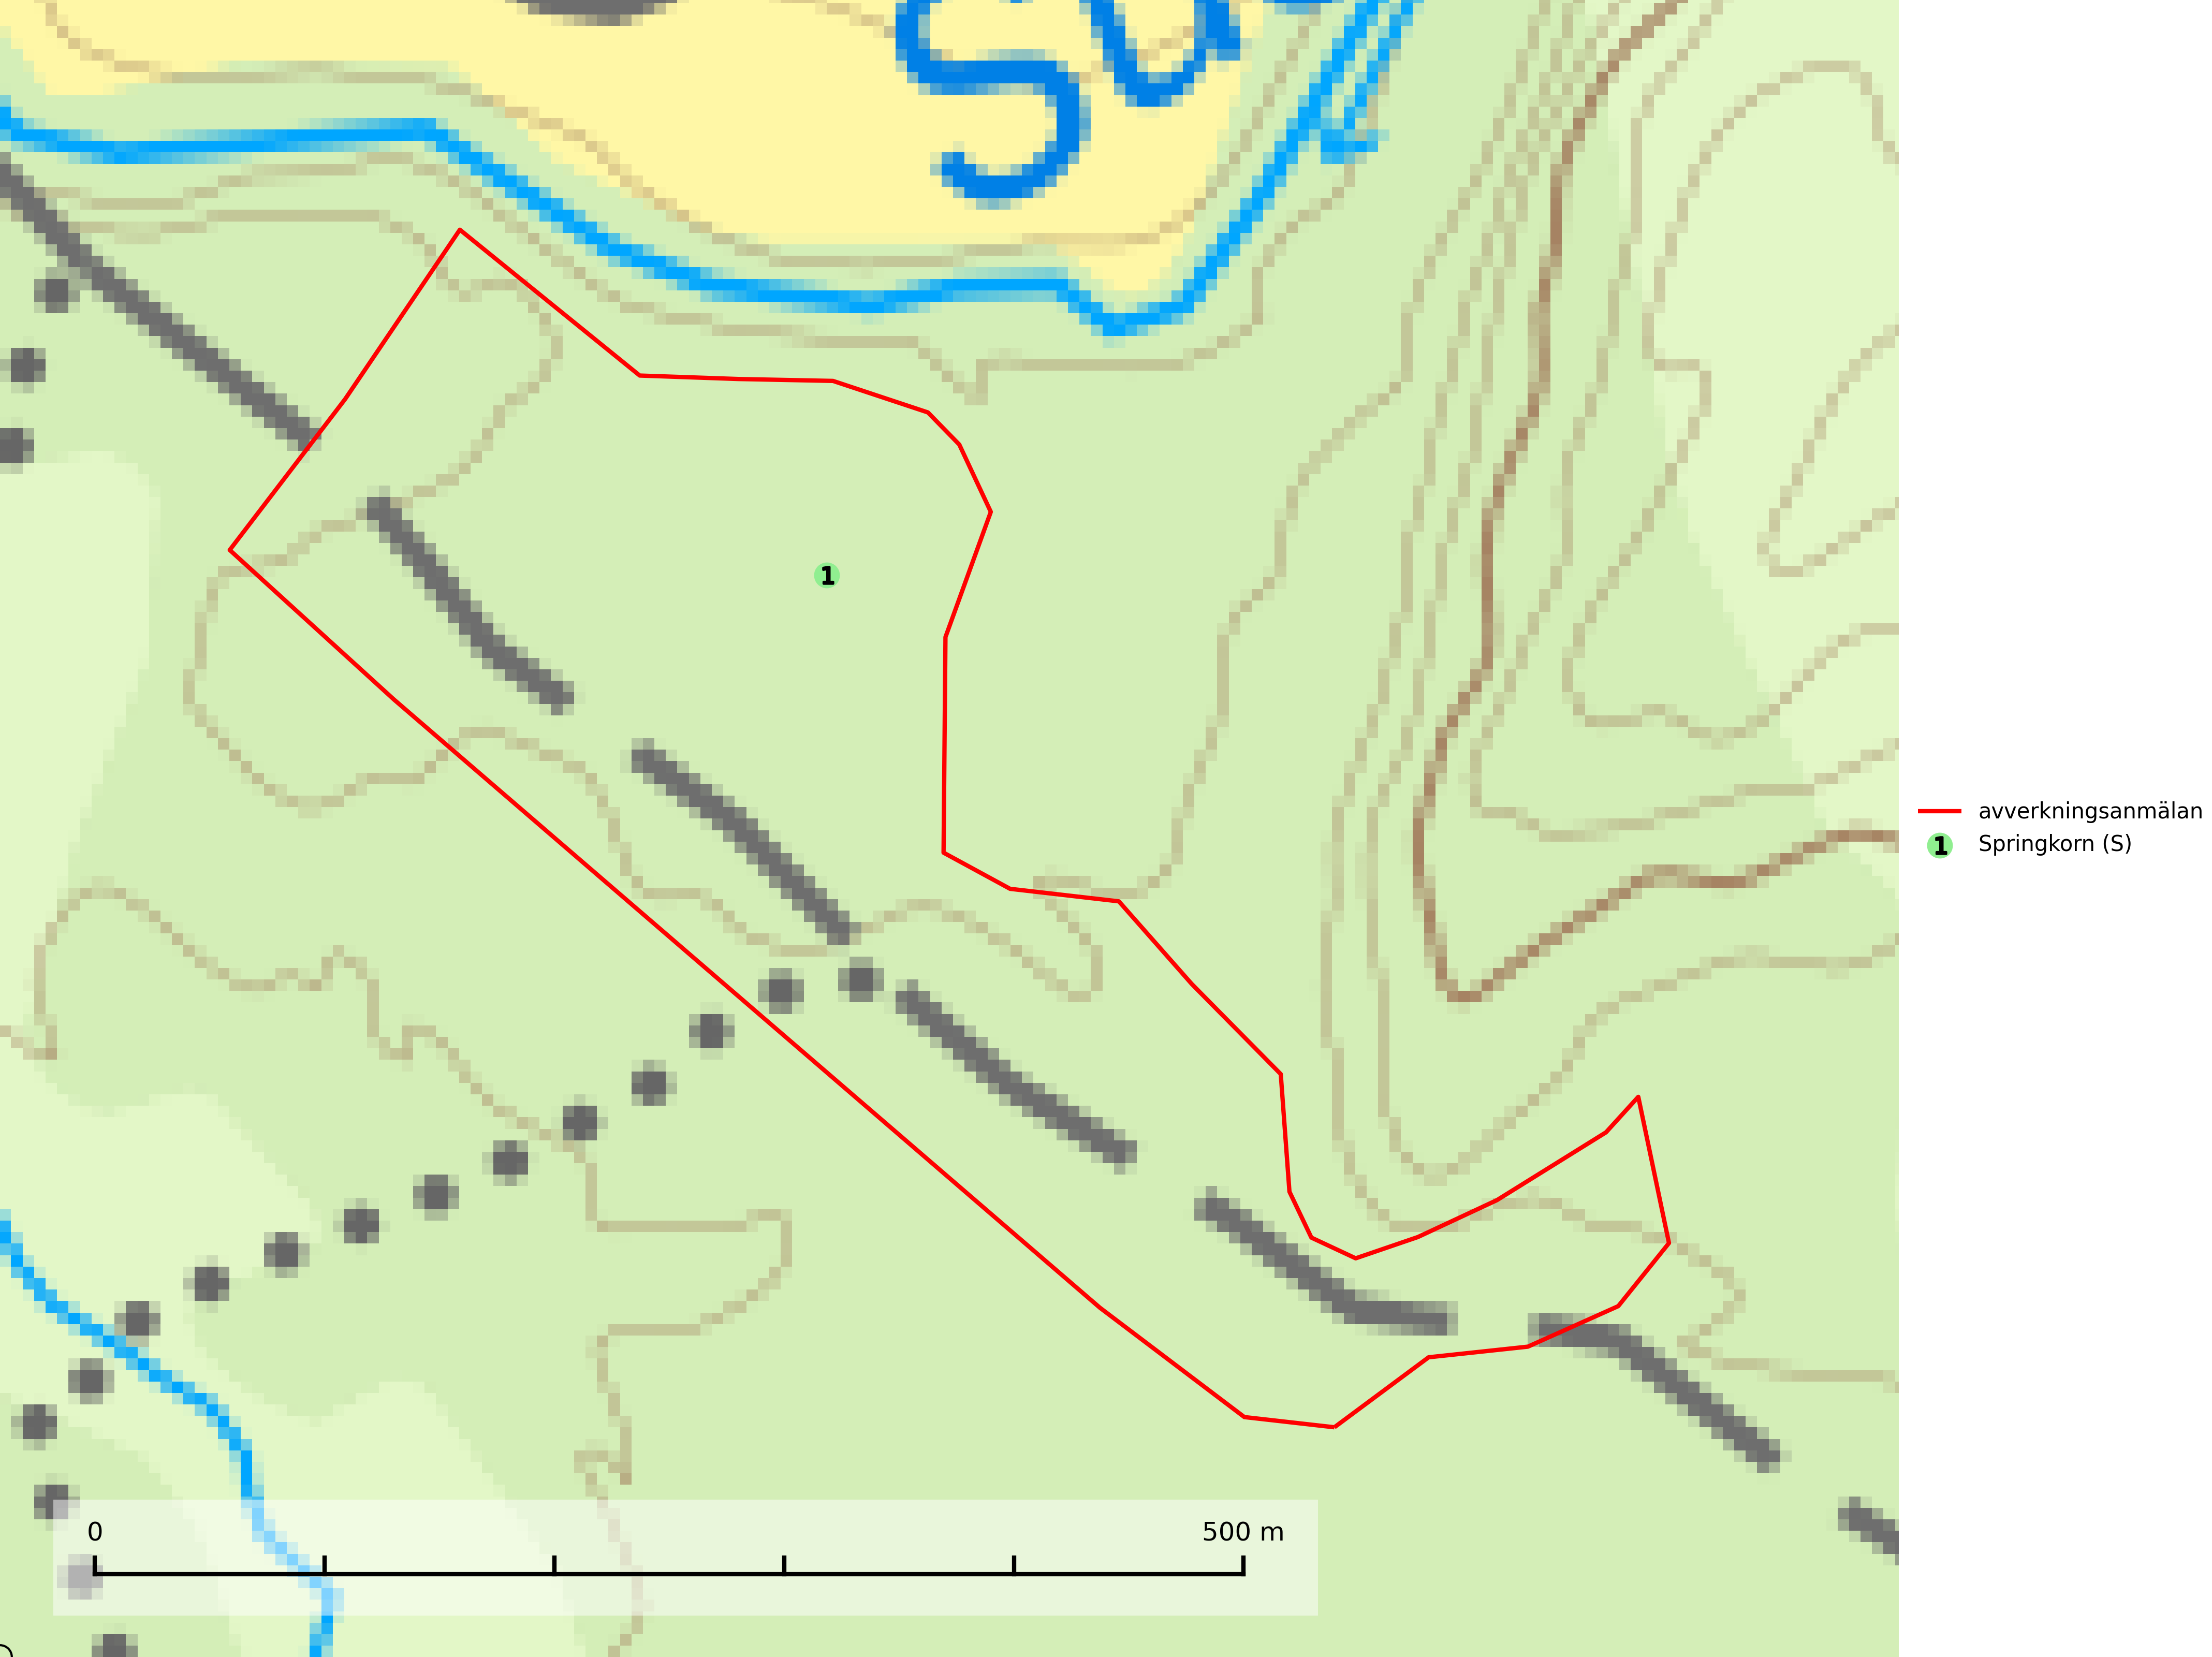 avverkningsanmälan
1 Springkorn (S)
1
0 500 m